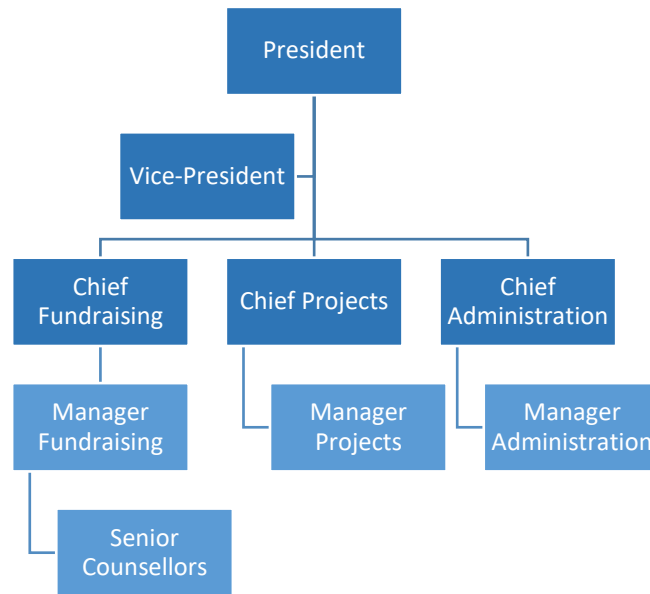 President
Vice-President
Chief
Fundraising
Chief Projects
Chief
Administration
Manager
Fundraising
Manager
Projects
Manager
Administration
Senior
Counsellors